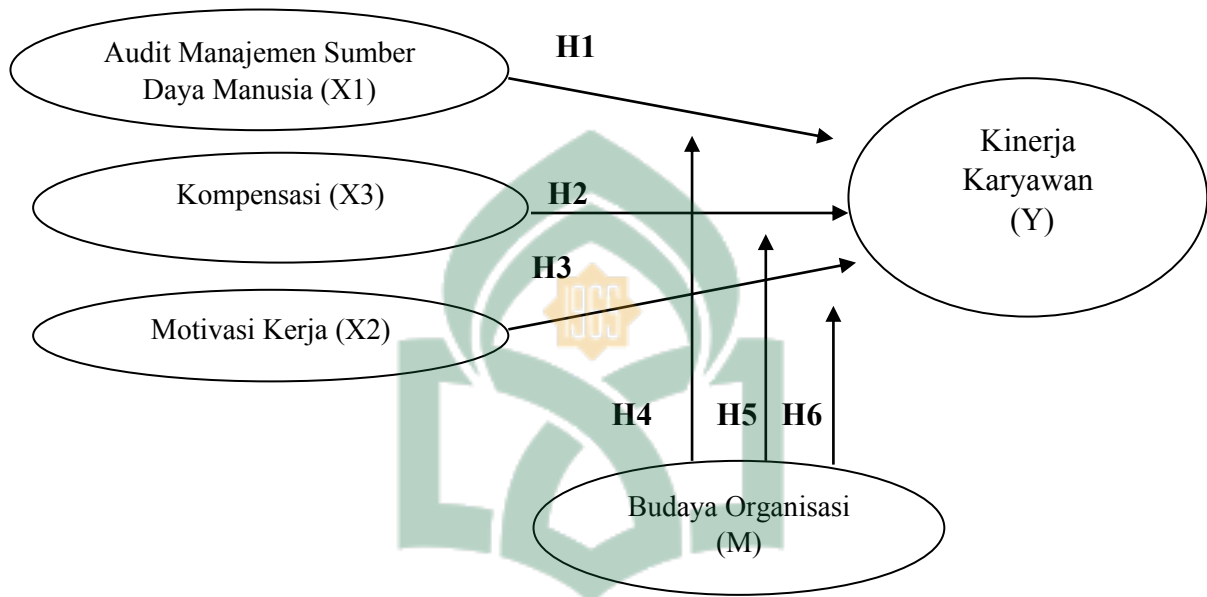 Audit Manajemen Sumber
Daya Manusia (X1)
H1
Kinerja
Karyawan
(Y)
Kompensasi (X3)
H2
H3
Motivasi Kerja (X2)
H4
H5
H6
Budaya Organisasi
(M)